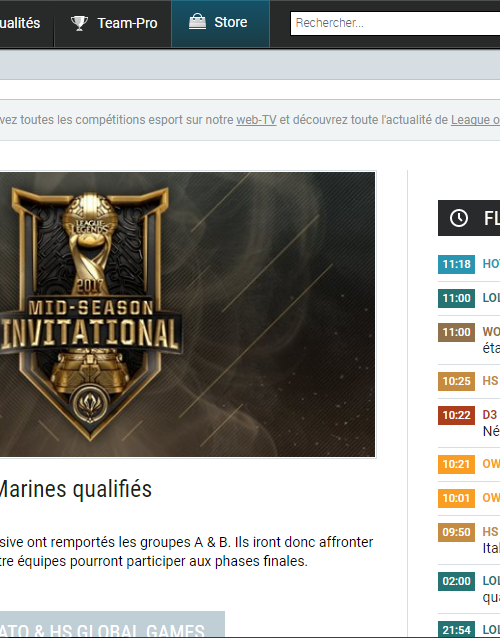 ualités
Team-Pro
Store
Rechercher...
vez toutes les compétitions esport sur notre web-TV et découvrez toute l'actualité de League o
LEAGUE
LEGENDS
2017
MID-SEASON
INVITATIONAL
Marines qualifiés
sive ont remportés les groupes A & B. Ils iront donc affronter
tre équipes pourront participer aux phases finales.
ATO & HS GLOBAL GAMES
FL
11:18 HO
11:00 LOL
11:00 WO
éta
10:25 HS
10:22 D3
Né
10:21 OW
10:01 OW
09:50 HS
Ital
02:00 LOL
qua
21:54 LOL